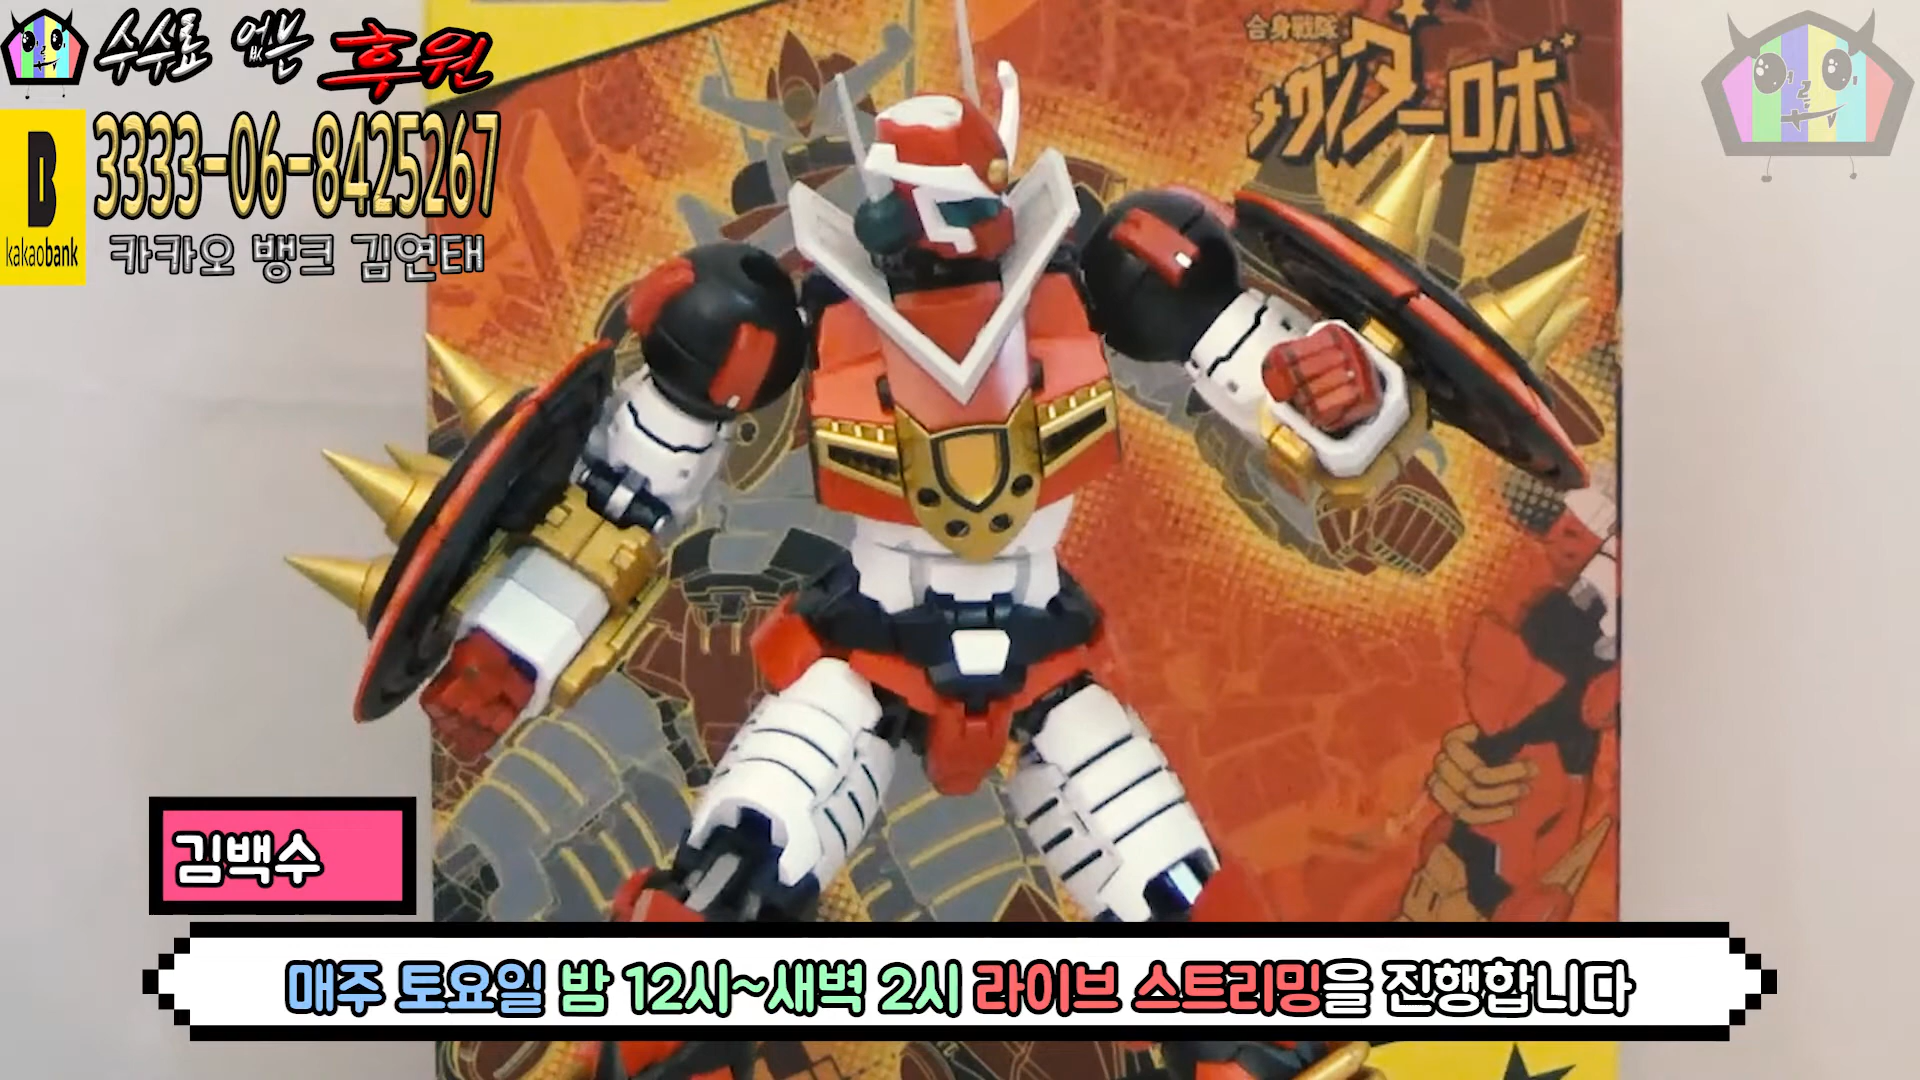 수수료 없는 후원
3333-06-8425267
kakaobank
카카오 뱅크 김연태
合身戦隊
メカンダーロボ
김백수
매주 토요일 밤 12시~새벽 2시 라이브 스트리밍을 진행합니다